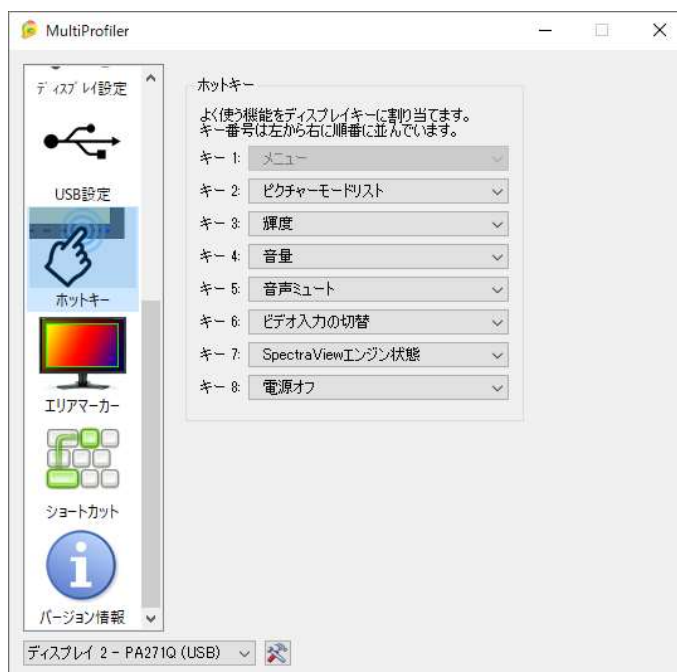 MultiProfiler
ディスプレイ設定
USB設定
ホットキー
エリアマーカー
ショートカット
バージョン情報
ホットキー
よく使う機能をディスプレイキーに割り当てます。
キー番号は左から右に順番に並んでいます。
キー 1: メニュー
キー 2: ピクチャーモードリスト
キー 3: 輝度
キー 4: 音量
キー 5: 音声ミュート
キー 6: ビデオ入力の切替
キー 7: SpectraViewエンジン状態
キー 8: 電源オフ
ディスプレイ 2 - PA271Q (USB)